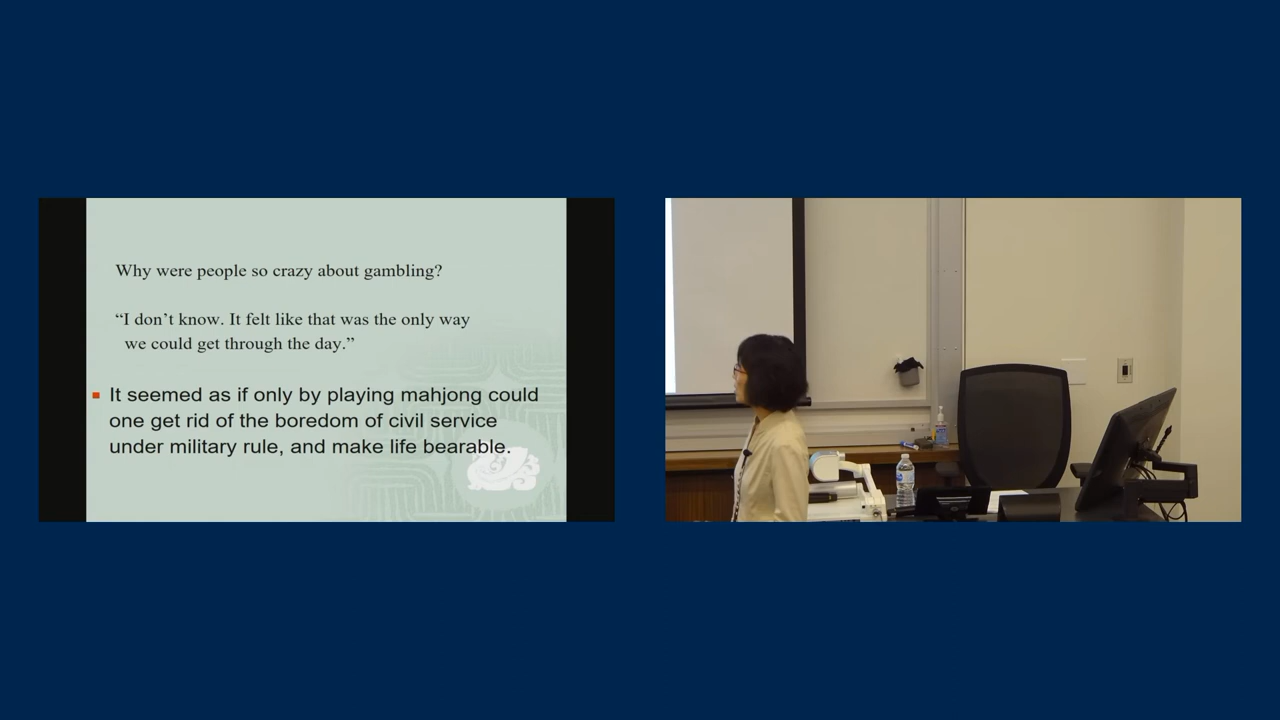 Why were people so crazy about gambling?
“I don’t know. It felt like that was the only way
we could get through the day.”
It seemed as if only by playing mahjong could
one get rid of the boredom of civil service
under military rule, and make life bearable.